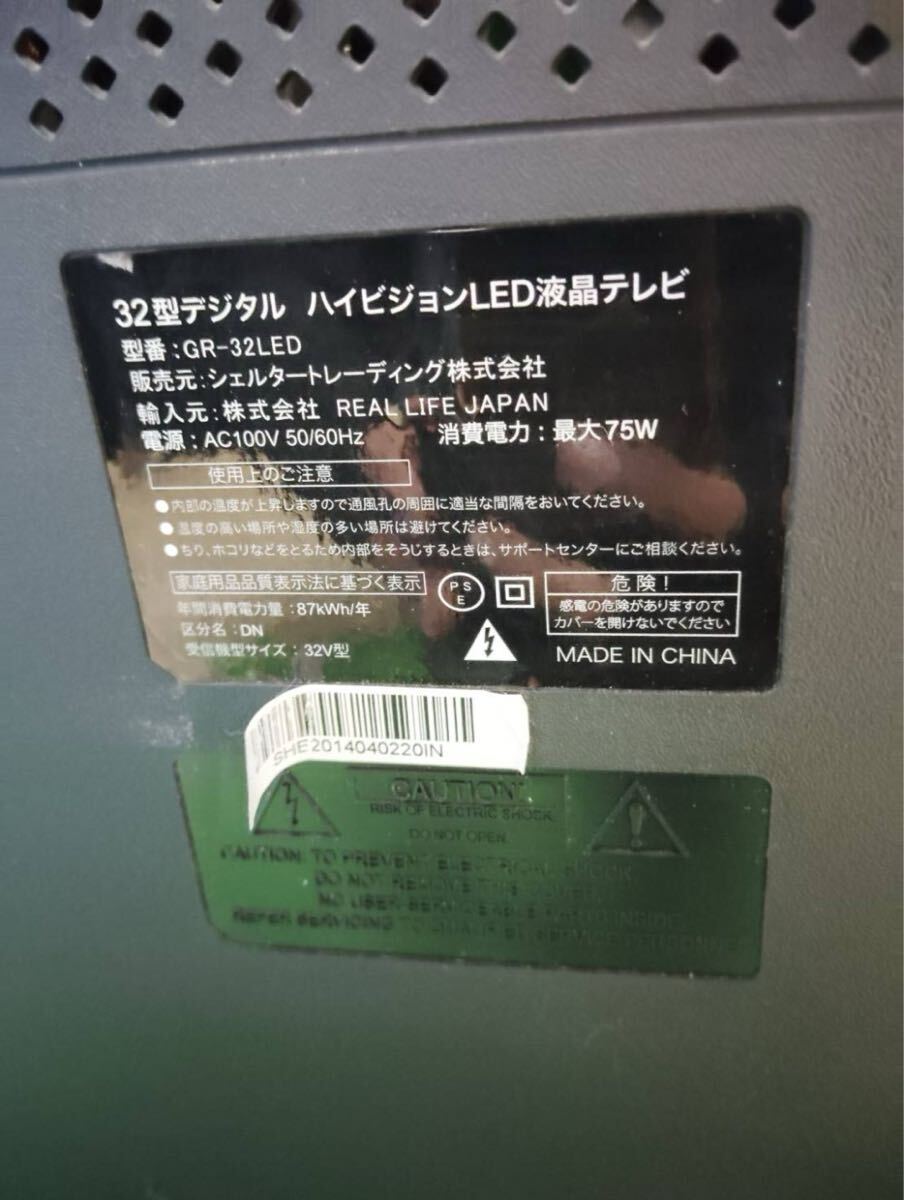 32型デジタル ハイビジョンLED液晶テレビ
型番:GR-32LED
販売元:シェルタートレーディング株式会社
輸入元:株式会社 REAL LIFE JAPAN
電源:AC100V 50/60Hz 消費電力:最大75W
使用上のご注意
●内部の温度が上昇しますので通風孔の周囲に適当な間隔をおいてください。
●温度の高い場所や湿度の多い場所は避けてください。
●ちり、ホコリなどをとるため内部をそうじするときは、サポートセンターにご相談ください。
家庭用品品質表示法に基づく表示
年間消費電力量:87kWh/年
区分名:DN
受信機型サイズ:32V型
PS
E
危険!
感電の危険がありますので
カバーを開けないでください
MADE IN CHINA
SHE2014040220IN
CAUTION
RISK OF ELECTRIC SHOCK
DO NOT OPEN
CAUTION: TO PREVENT ELECTRICAL SHOCK
DO NOT REMOVE THE
NO USER SERVICEABLE INSIDE
REFER SERVICING TO SERVICE PERSONNEL